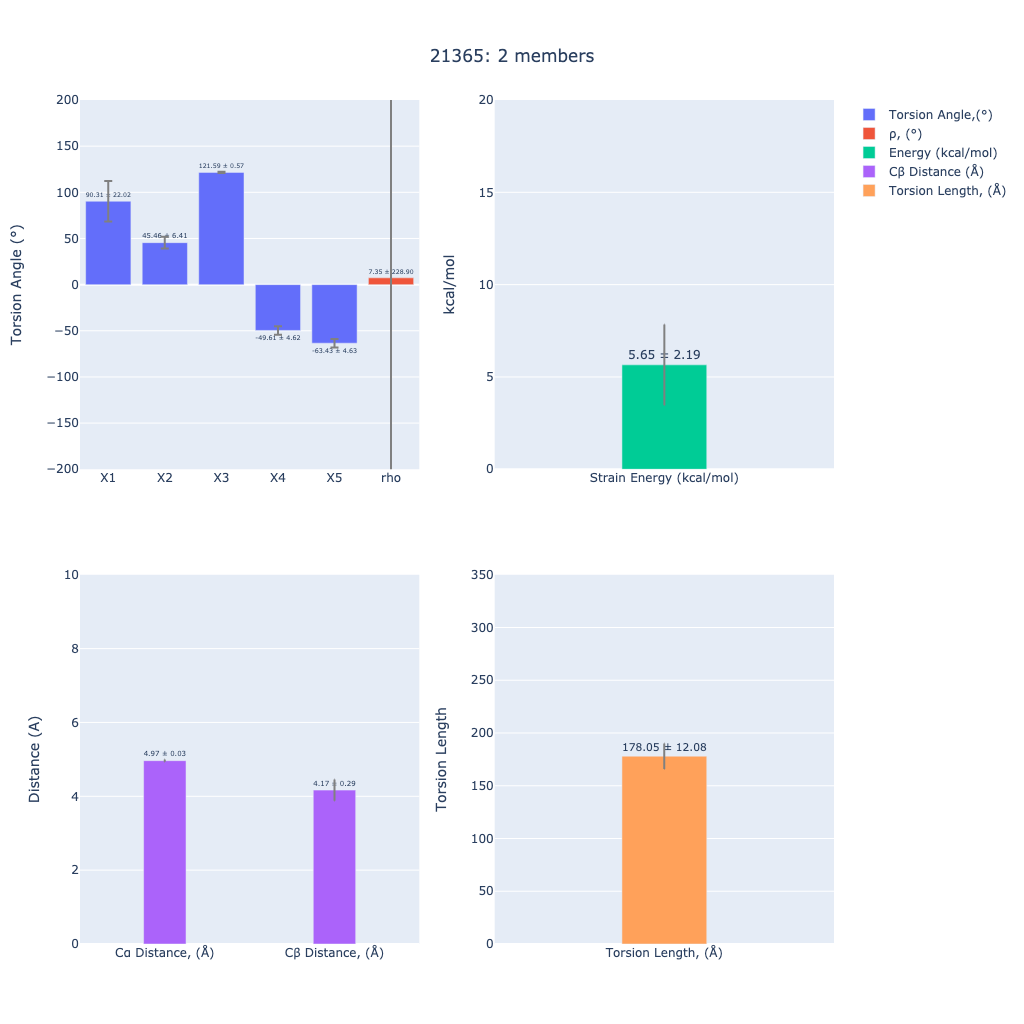 21365: 2 members
Torsion Angle (°)
200
150
100
50
0
−50
−100
−150
−200
90.31 ± 22.02
45.46 ± 6.41
121.59 ± 0.57
-49.61 ± 4.62
-63.43 ± 4.63
7.35 ± 228.90
X1 X2 X3 X4 X5 rho
kcal/mol
20
15
10
5
0
5.65 ± 2.19
Strain Energy (kcal/mol)
Torsion Angle,(°)
ρ, (°)
Energy (kcal/mol)
Cβ Distance (Å)
Torsion Length, (Å)
Distance (A)
10
8
6
4
2
0
4.97 ± 0.03
4.17 ± 0.29
Cα Distance, (Å) Cβ Distance, (Å)
Torsion Length
350
300
250
200
150
100
50
0
178.05 ± 12.08
Torsion Length, (Å)